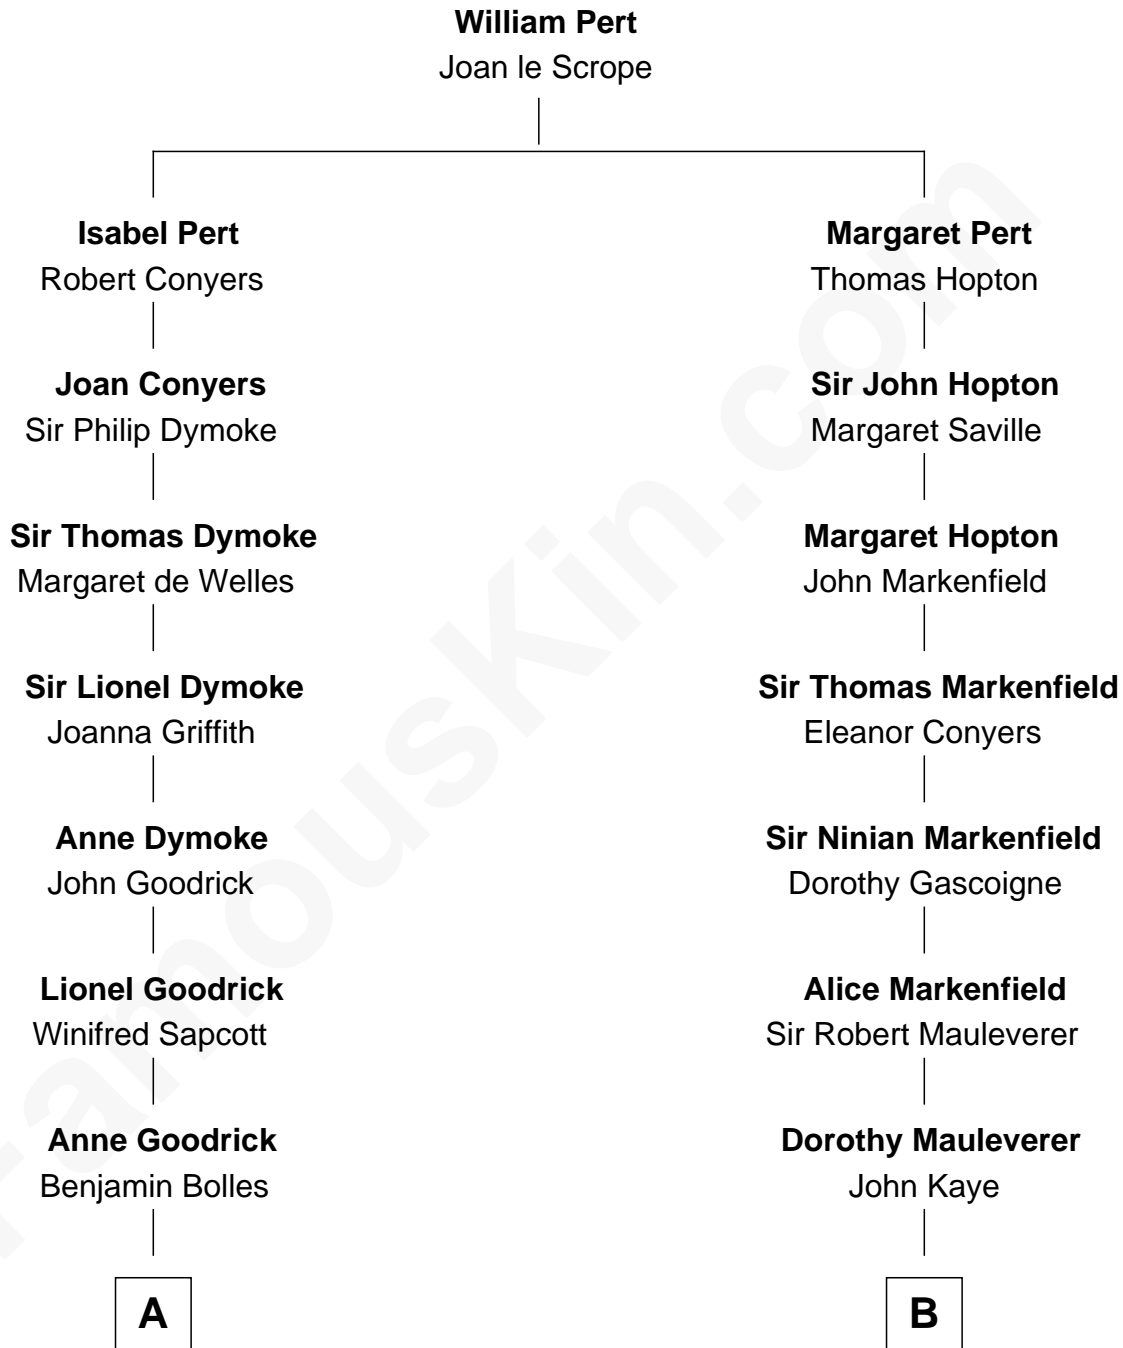 William Pert
Joan le Scrope
Isabel Pert
Robert Conyers
Margaret Pert
Thomas Hopton
Joan Conyers
Sir Philip Dymoke
Sir John Hopton
Margaret Saville
Sir Thomas Dymoke
Margaret de Welles
Margaret Hopton
John Markenfield
Sir Lionel Dymoke
Joanna Griffith
Sir Thomas Markenfield
Eleanor Conyers
Anne Dymoke
John Goodrick
Sir Ninian Markenfield
Dorothy Gascoigne
Lionel Goodrick
Winifred Sapcott
Alice Markenfield
Sir Robert Mauleverer
Anne Goodrick
Benjamin Bolles
Dorothy Mauleverer
John Kaye
A
B
FamousKin.com